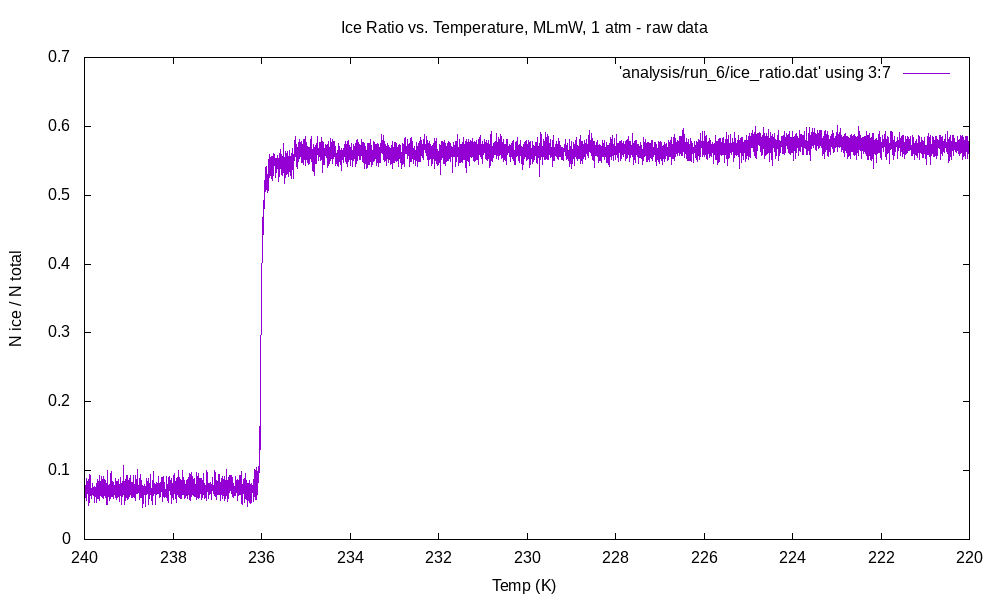 Ice Ratio vs. Temperature, MLmW, 1 atm - raw data
'analysis/run_6/ice_ratio.dat' using 3:7
0.7
0.6
0.5
0.4
0.3
0.2
0.1
0
N ice / N total
240 238 236 234 232 230 228 226 224 222 220
Temp (K)